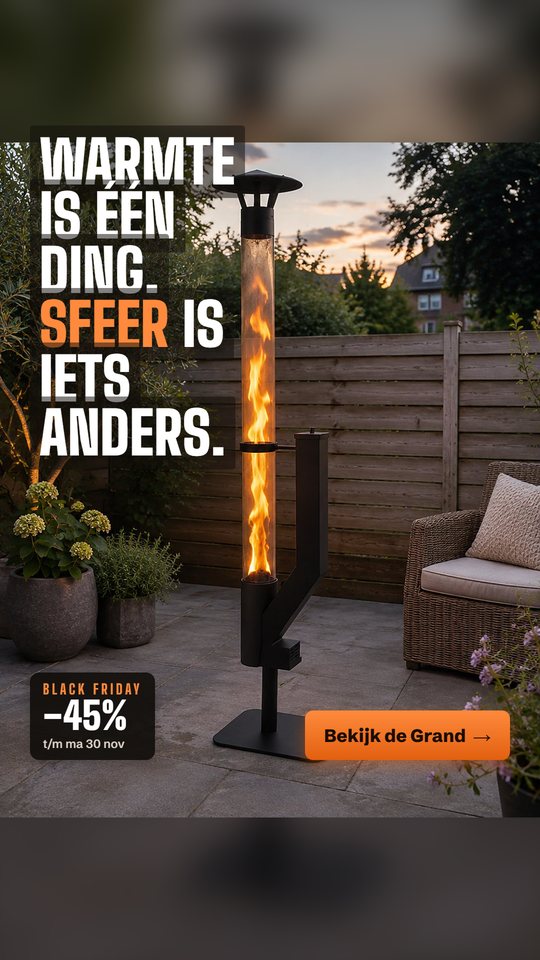 WARMTE
IS ÉÉN
DING.
SFEER IS
IETS
ANDERS.
BLACK FRIDAY
–45%
t/m ma 30 nov
Bekijk de Grand →